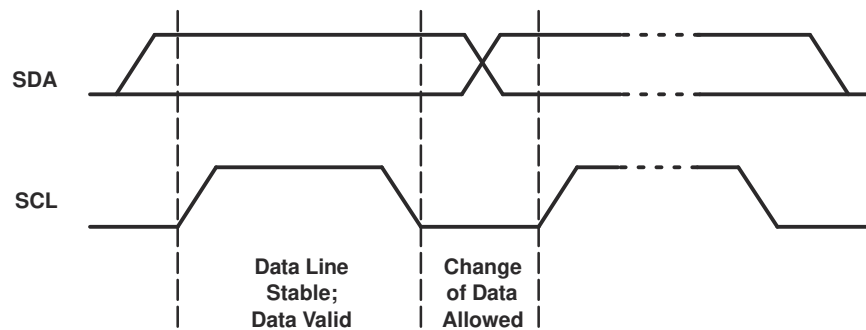 SDA
SCL
Data Line
Stable;
Data Valid
Change
of Data
Allowed